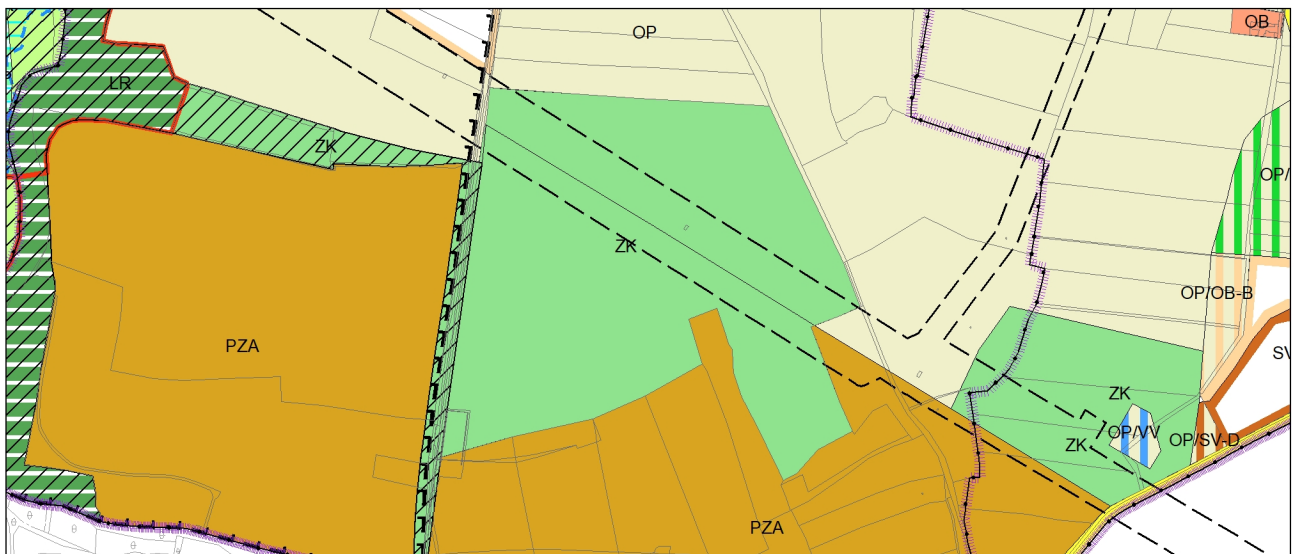 OB
OP
LR
ZK
OP/
ZK
OP/OB-B
PZA
SV
ZK
OP/VV
OP/SV-D
ZK
PZA